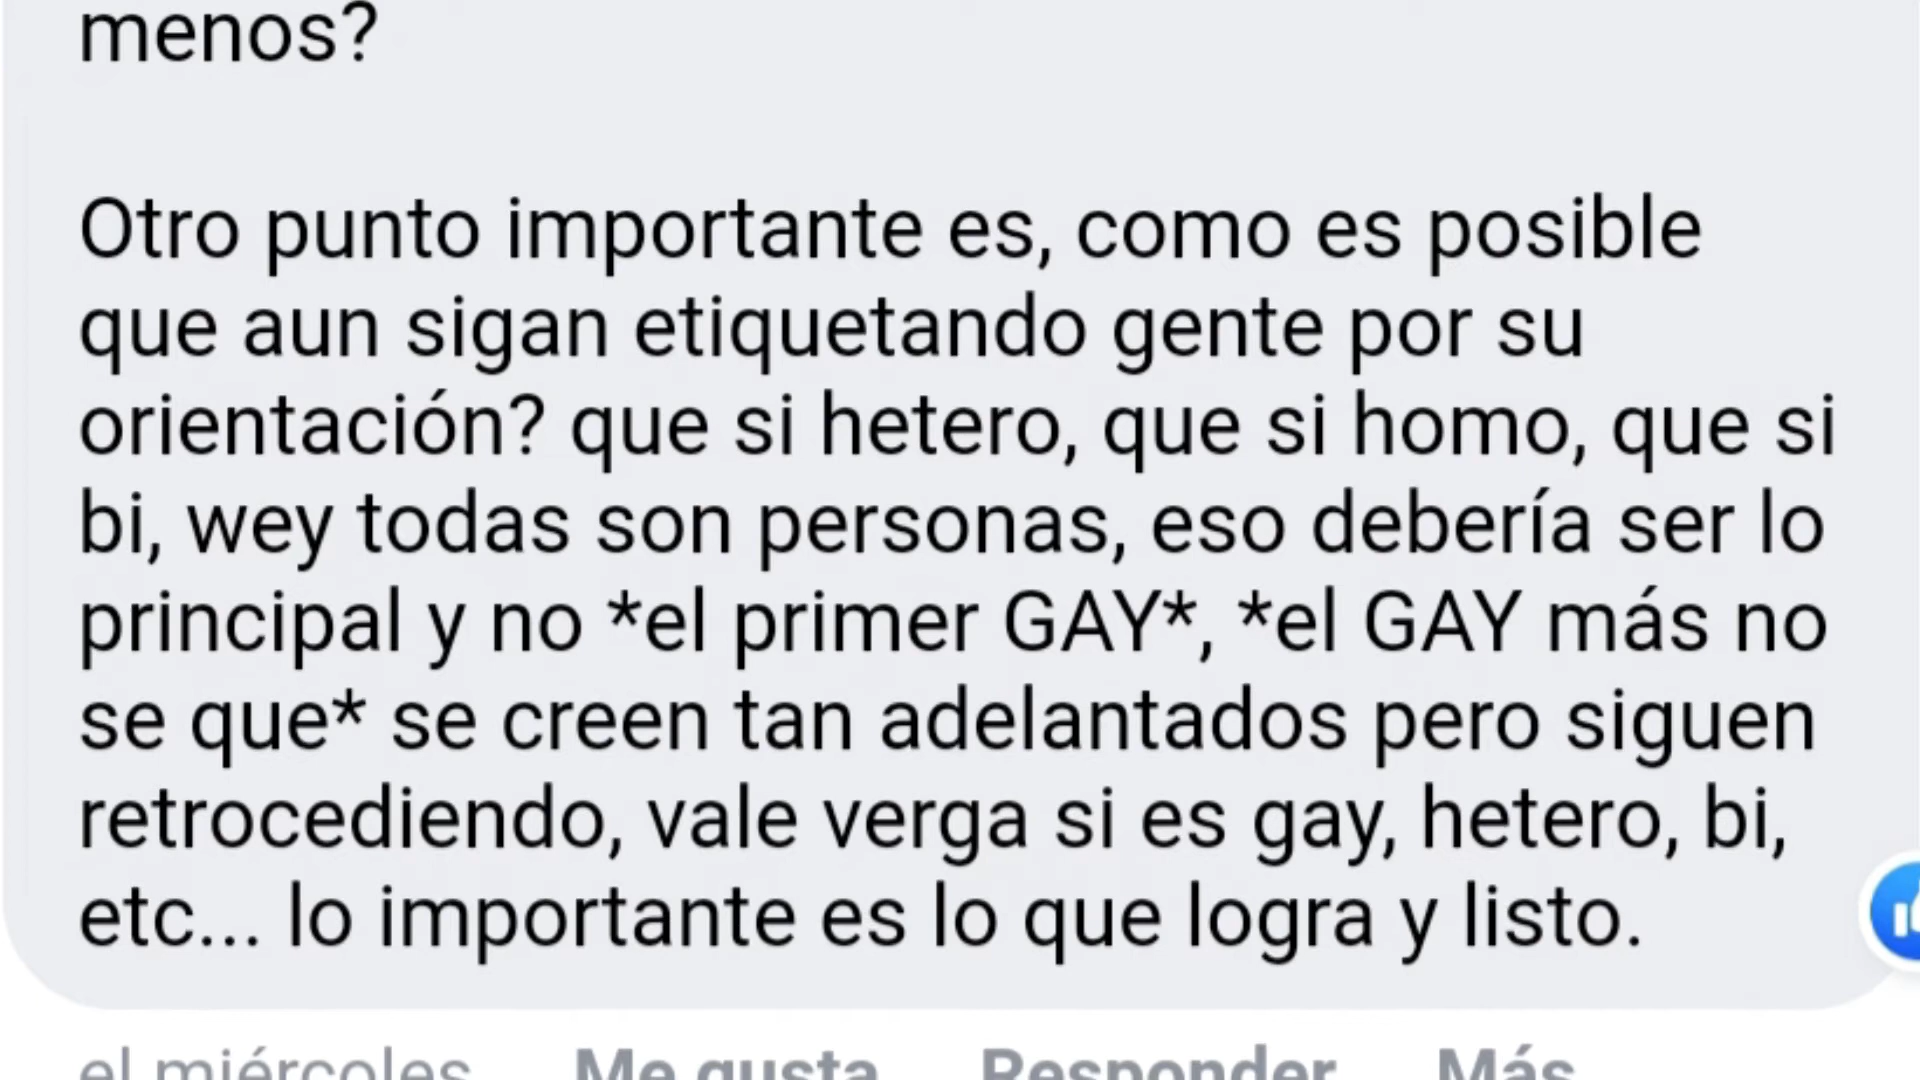 menos?
Otro punto importante es, como es posible
que aun sigan etiquetando gente por su
orientación? que si hetero, que si homo, que si
bi, wey todas son personas, eso debería ser lo
principal y no *el primer GAY*, *el GAY más no
se que* se creen tan adelantados pero siguen
retrocediendo, vale verga si es gay, hetero, bi,
etc... lo importante es lo que logra y listo.
el miércoles Me gusta Responder Más